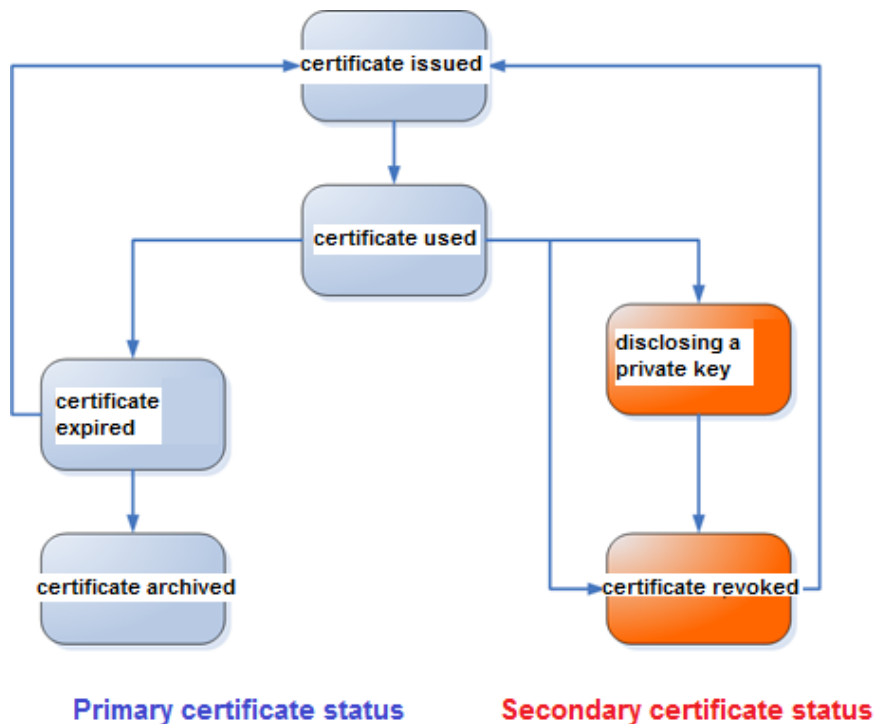 certificate issued
certificate used
disclosing a
private key
certificate
expired
certificate archived
certificate revoked
Primary certificate status
Secondary certificate status